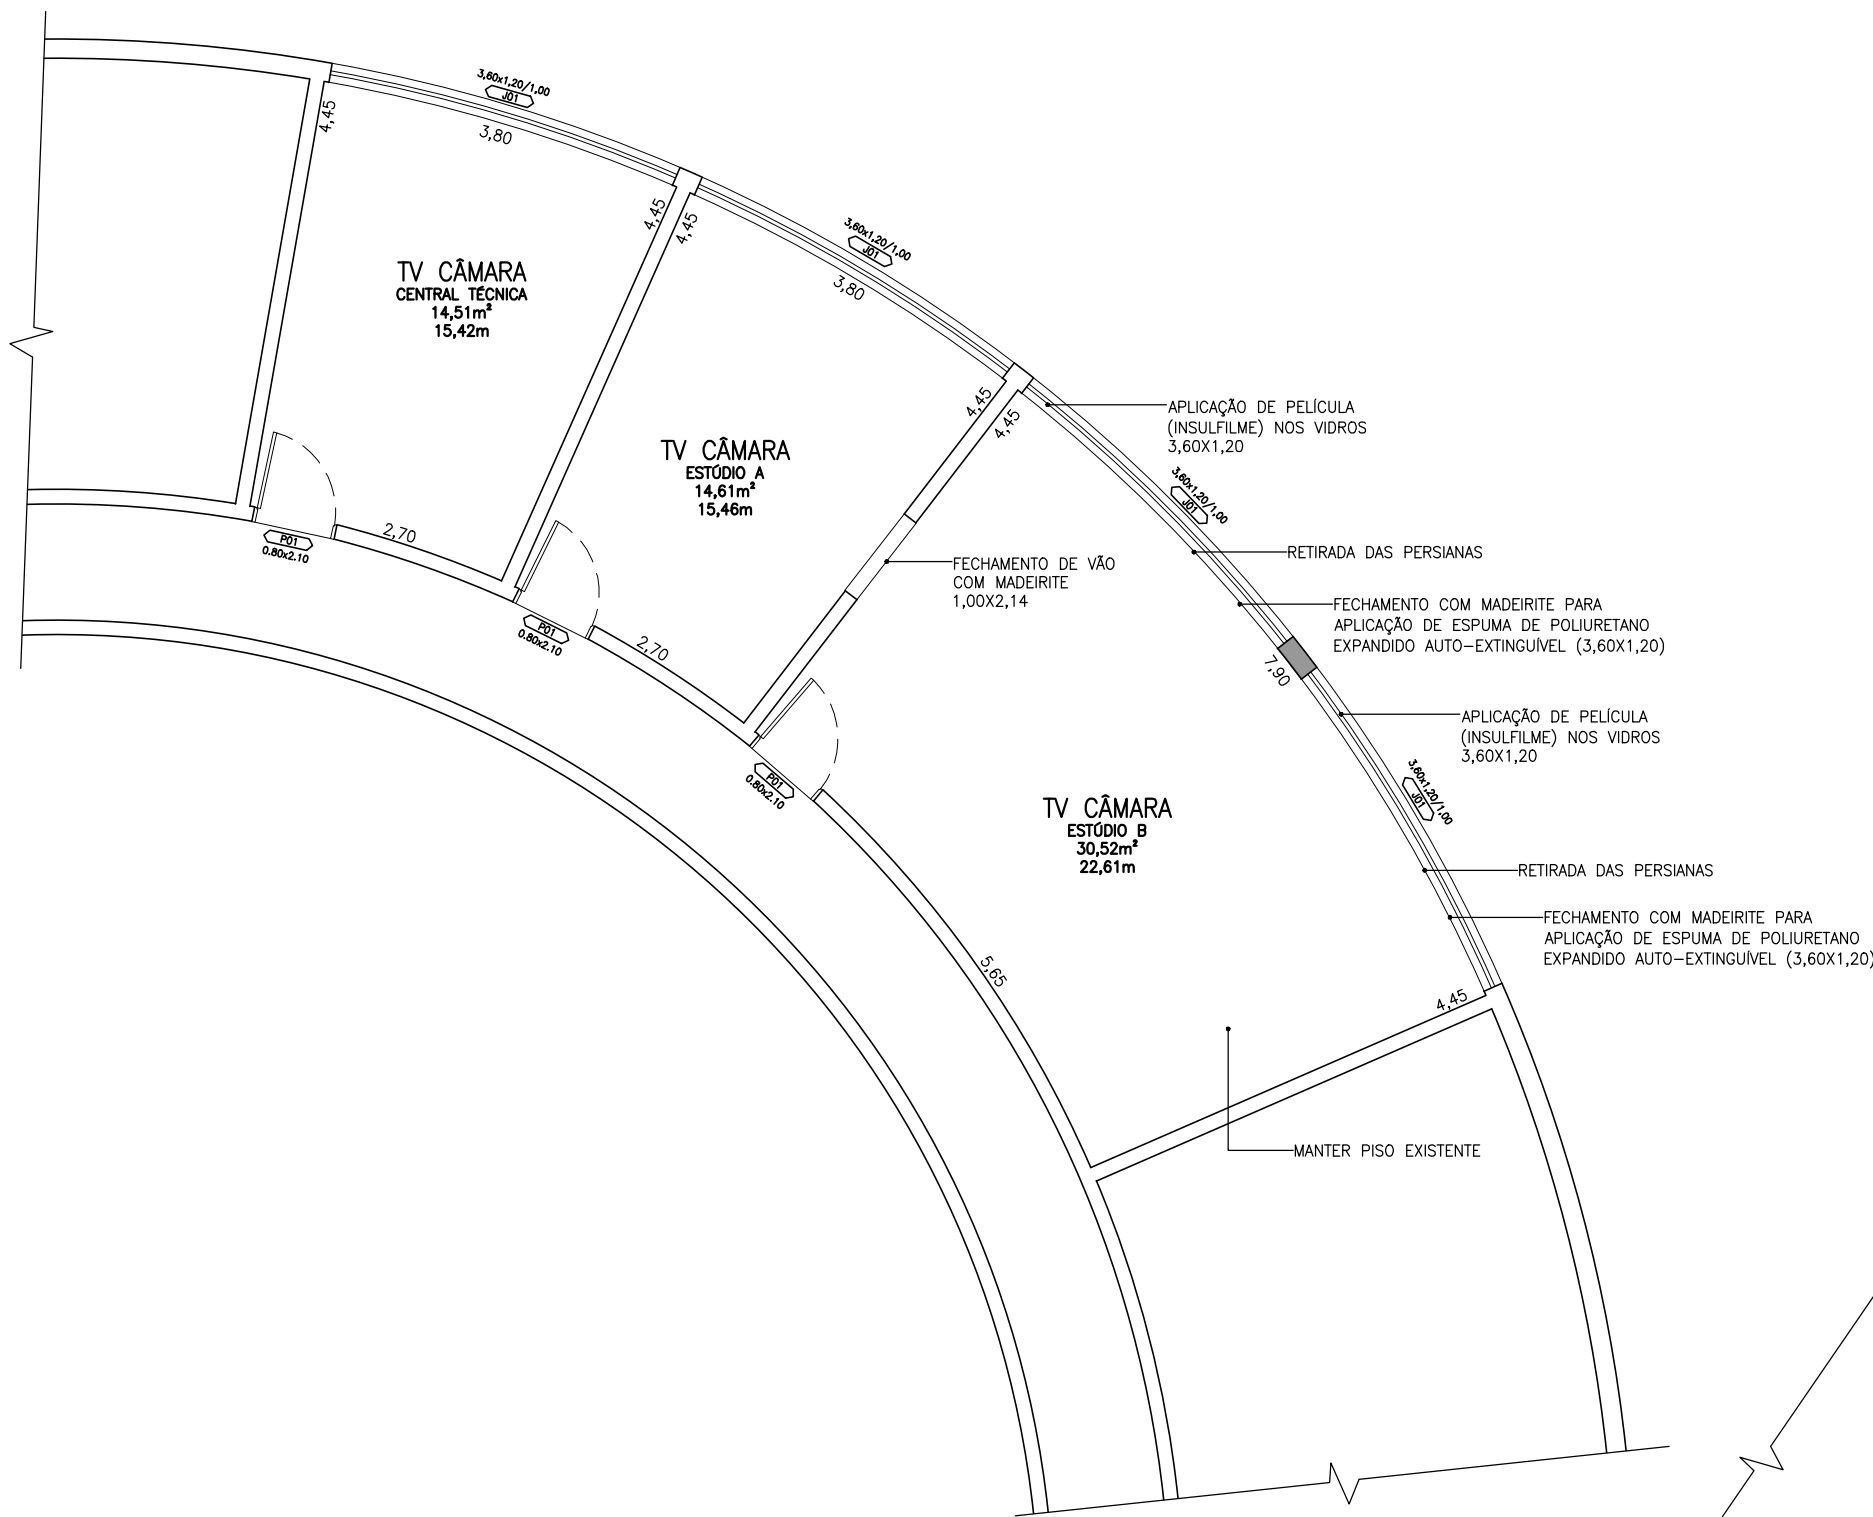 3,60x1,20/1,00
J01
3,80
4,45
4,45
4,45
TV CÂMARA
CENTRAL TÉCNICA
14,51m²
15,42m
3,60x1,20/1,00
J01
3,80
TV CÂMARA
ESTÚDIO A
14,61m²
15,46m
4,45
4,45
APLICAÇÃO DE PELÍCULA
(INSULFILME) NOS VIDROS
3,60X1,20
3,60x1,20/1,00
J01
RETIRADA DAS PERSIANAS
2,70
P01
0.80x2.10
FECHAMENTO DE VÃO
COM MADEIRITE
1,00X2,14
FECHAMENTO COM MADEIRITE PARA
APLICAÇÃO DE ESPUMA DE POLIURETANO
EXPANDIDO AUTO-EXTINGUÍVEL (3,60X1,20)
2,70
P01
0.80x2.10
7,90
APLICAÇÃO DE PELÍCULA
(INSULFILME) NOS VIDROS
3,60X1,20
P01
0.80x2.10
3,60x1,20/1,00
J01
TV CÂMARA
ESTÚDIO B
30,52m²
22,61m
RETIRADA DAS PERSIANAS
FECHAMENTO COM MADEIRITE PARA
APLICAÇÃO DE ESPUMA DE POLIURETANO
EXPANDIDO AUTO-EXTINGUÍVEL (3,60X1,20)
5,65
4,45
MANTER PISO EXISTENTE